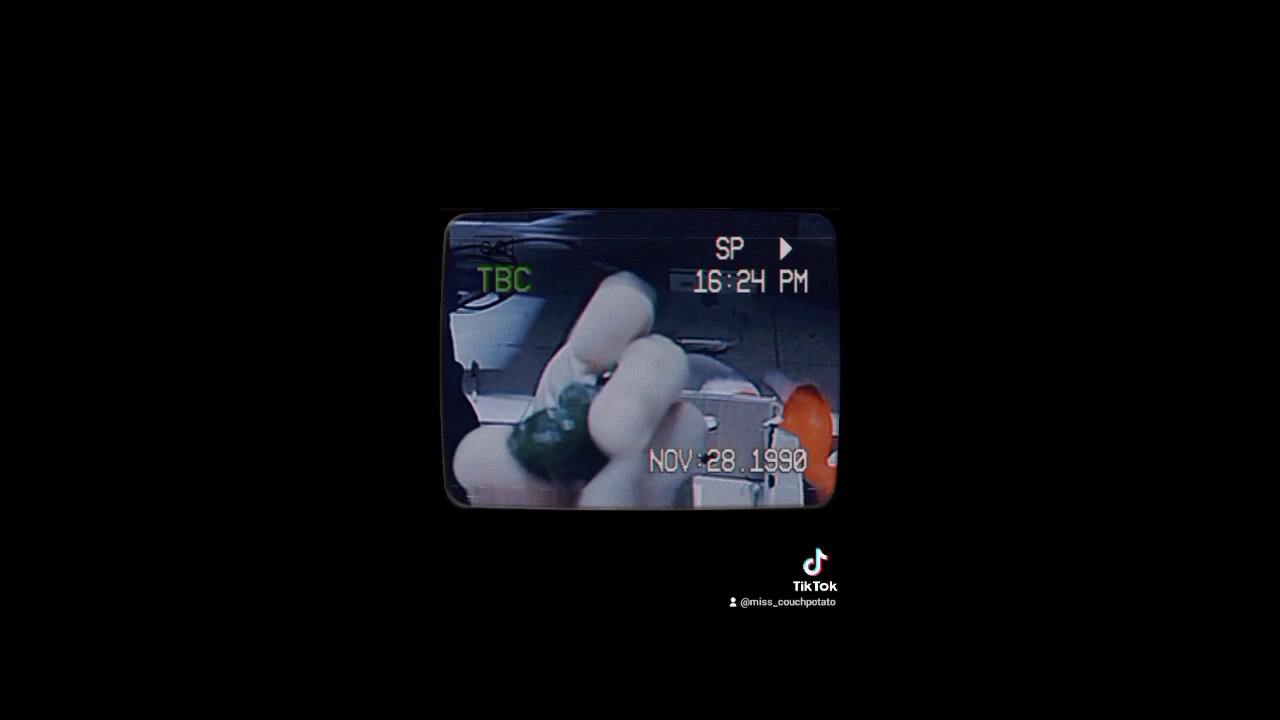 SP
TBC
16:24 PM
NOV.28.1990
TikTok
@miss_couchpotato